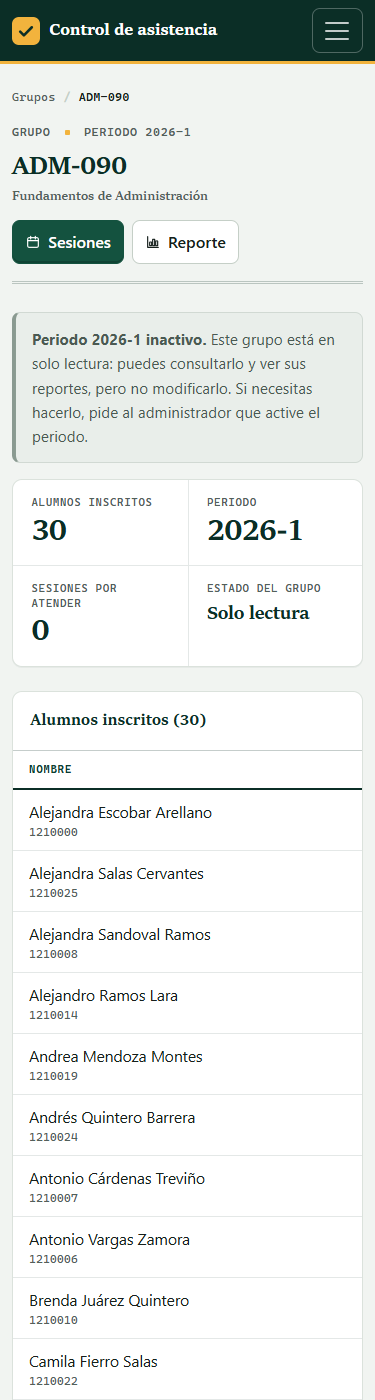 Control de asistencia
Grupos / ADM-090
GRUPO PERIODO 2026-1
ADM-090
Fundamentos de Administración
Sesiones
Reporte
Periodo 2026-1 inactivo. Este grupo está en
solo lectura: puedes consultarlo y ver sus
reportes, pero no modificarlo. Si necesitas
hacerlo, pide al administrador que active el
periodo.
ALUMNOS INSCRITOS
30
PERIODO
2026-1
SESIONES POR
ATENDER
0
ESTADO DEL GRUPO
Solo lectura
Alumnos inscritos (30)
NOMBRE
Alejandra Escobar Arellano
1210000
Alejandra Salas Cervantes
1210025
Alejandra Sandoval Ramos
1210008
Alejandro Ramos Lara
1210014
Andrea Mendoza Montes
1210019
Andrés Quintero Barrera
1210024
Antonio Cárdenas Treviño
1210007
Antonio Vargas Zamora
1210006
Brenda Juárez Quintero
1210010
Camila Fierro Salas
1210022